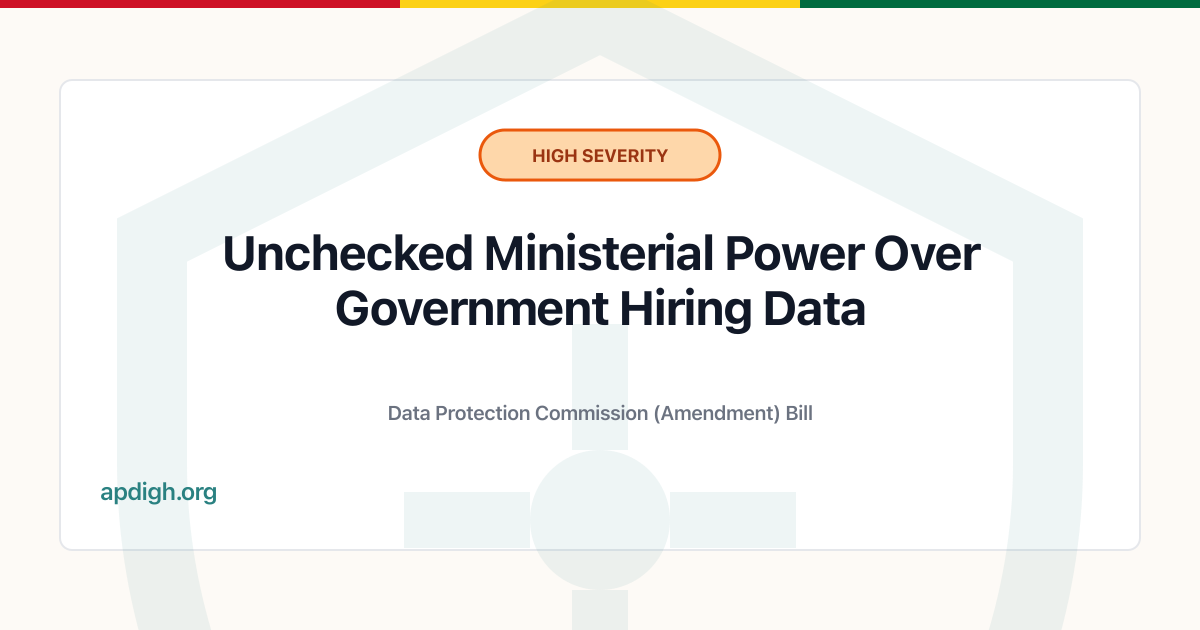 HIGH SEVERITY
Unchecked Ministerial Power Over
Government Hiring Data
Data Protection Commission (Amendment) Bill
apdigh.org